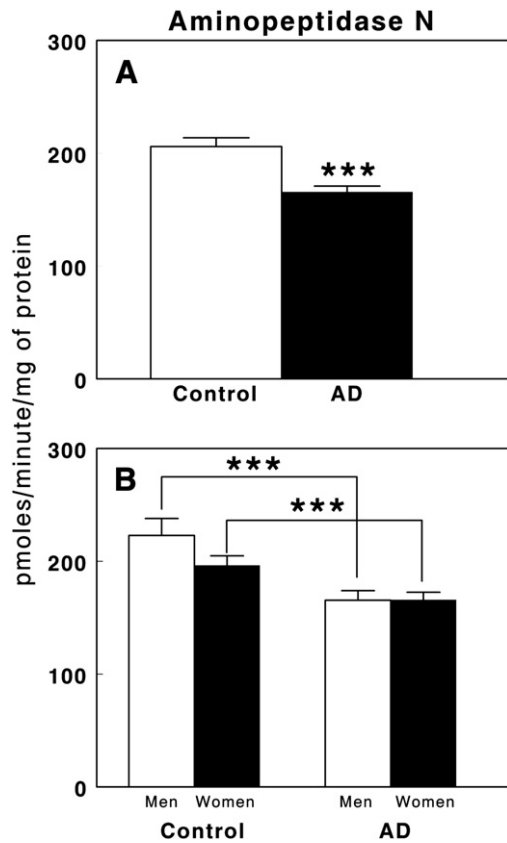 Aminopeptidase N
pmoles/minute/mg of protein
A
300
200
100
0
***
Control AD
B
300
200
100
0
***
***
Men Women Men Women
Control AD